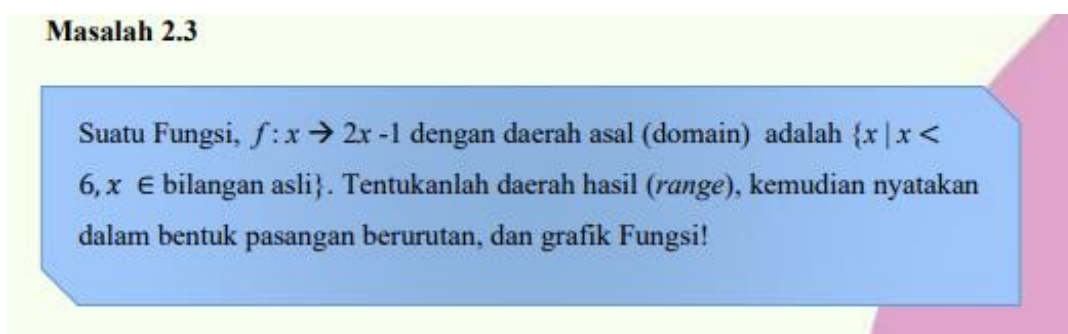 Masalah 2.3
Suatu Fungsi, f : x → 2x -1 dengan daerah asal (domain) adalah {x | x <
6, x ∈ bilangan asli}. Tentukanlah daerah hasil (range), kemudian nyatakan
dalam bentuk pasangan berurutan, dan grafik Fungsi!